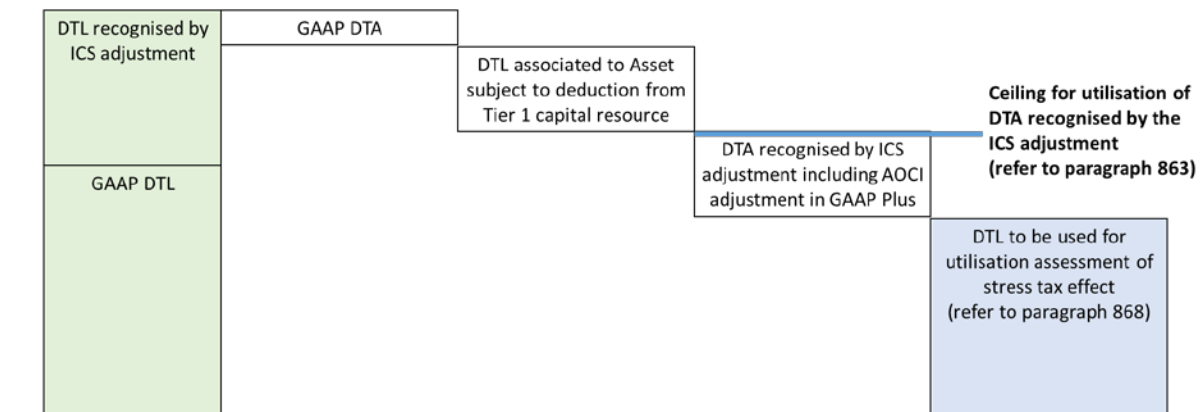 DTL recognised by
ICS adjustment
GAAP DTL
GAAP DTA
DTL associated to Asset
subject to deduction from
Tier 1 capital resource
DTA recognised by ICS
adjustment including AOCI
adjustment in GAAP Plus
Ceiling for utilisation of
DTA recognised by the
ICS adjustment
(refer to paragraph 863)
DTL to be used for
utilisation assessment of
stress tax effect
(refer to paragraph 868)